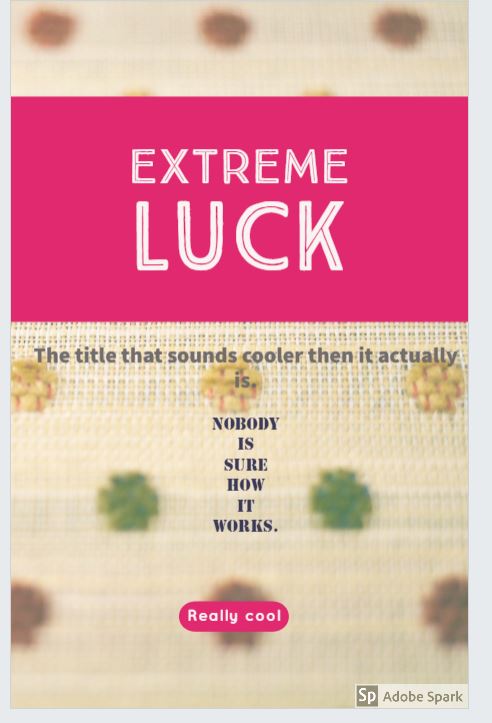 EXTREME
LUCK
The title that sounds cooler then it actually
is.
NOBODY
IS
SURE
HOW
IT
WORKS.
Really cool
Sp Adobe Spark